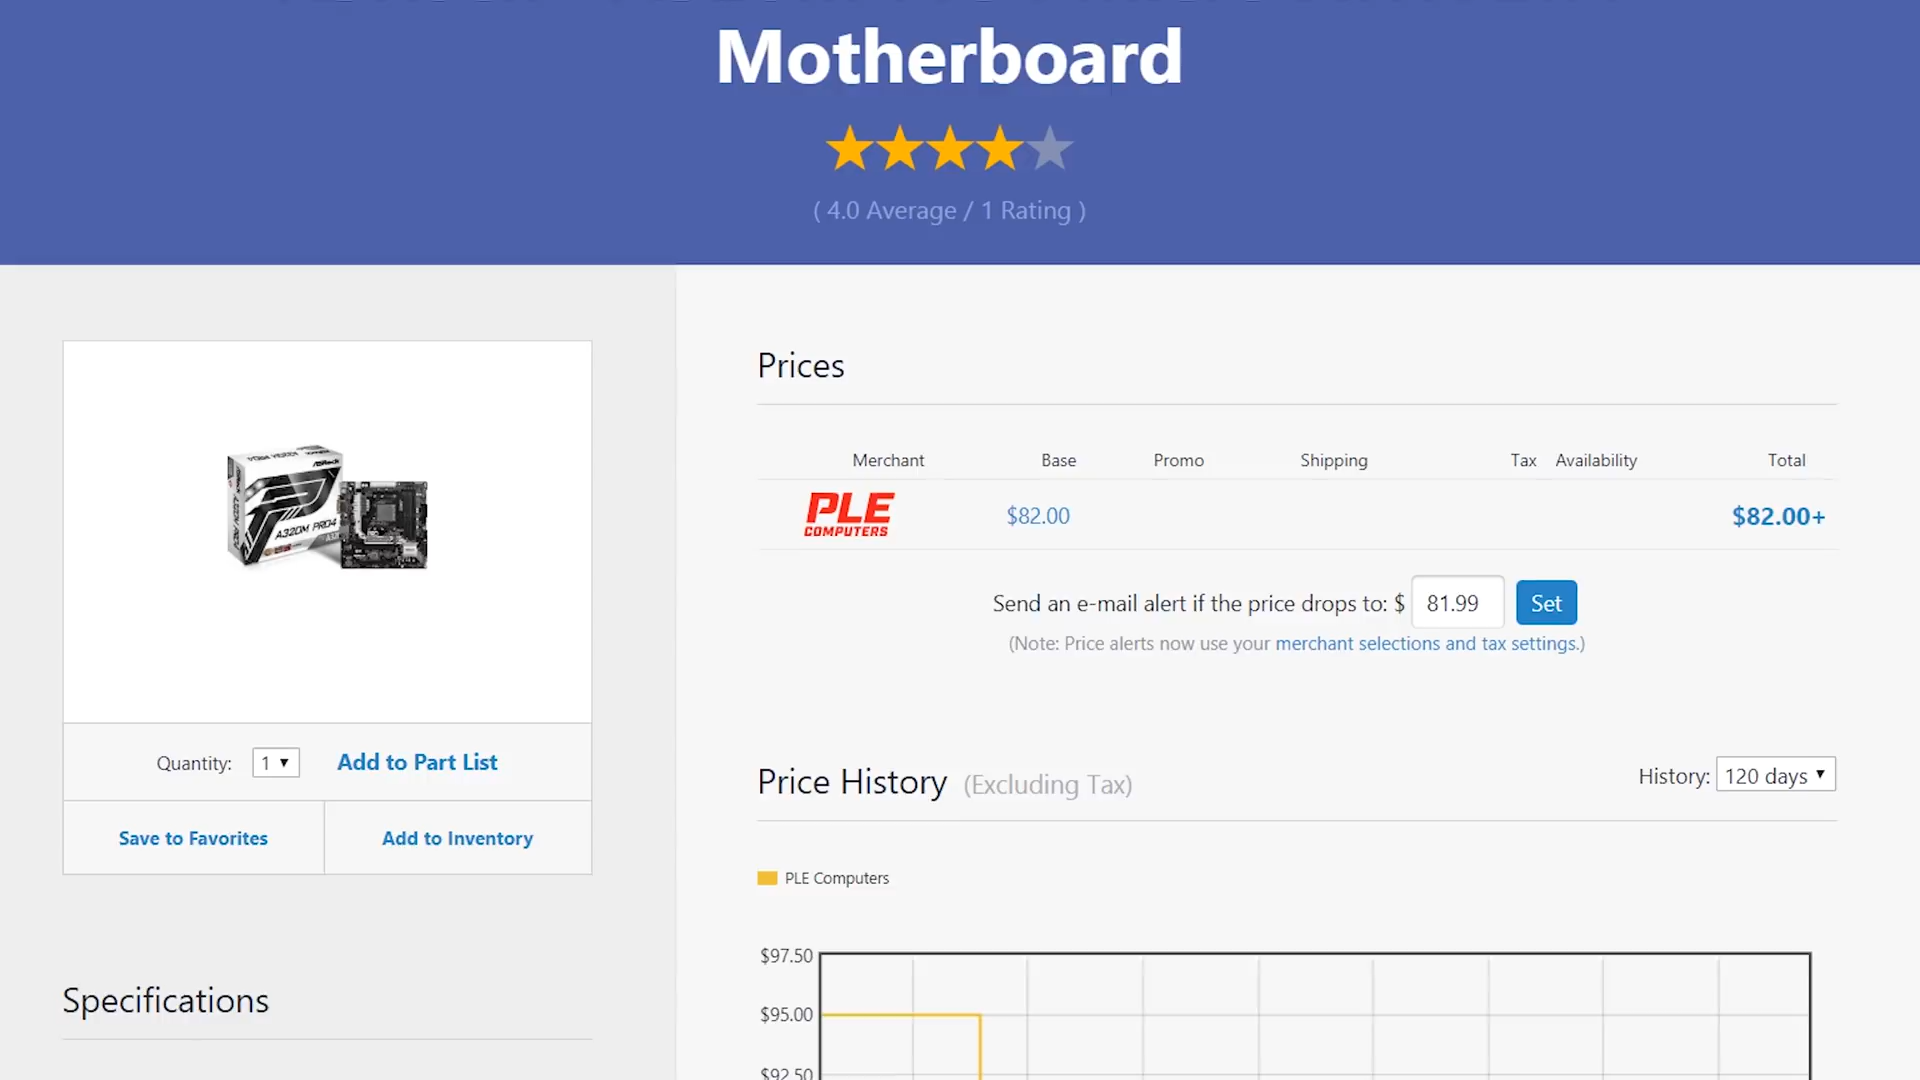 Motherboard
( 4.0 Average / 1 Rating )
Prices
Merchant Base Promo Shipping Tax Availability Total
PLE COMPUTERS $82.00 $82.00+
Send an e-mail alert if the price drops to: $ 81.99 Set
(Note: Price alerts now use your merchant selections and tax settings.)
ASRock
A320M PRO4
Quantity: 1 Add to Part List
Save to Favorites Add to Inventory
Specifications
Price History (Excluding Tax) History: 120 days
PLE Computers
$97.50
$95.00
$92.50